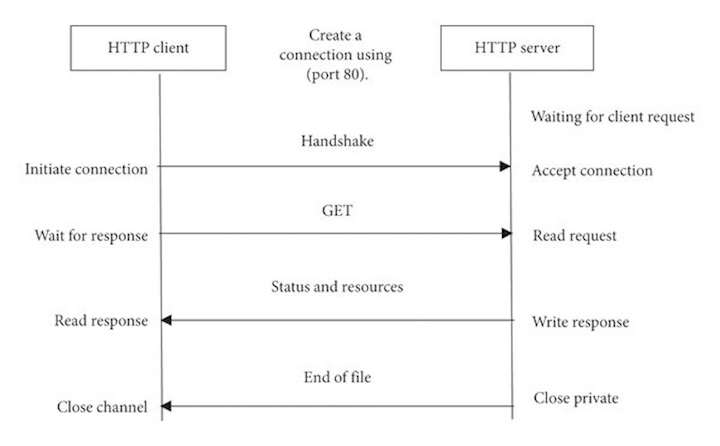 HTTP client
Create a
connection using
(port 80).
HTTP server
Waiting for client request
Handshake
Initiate connection
Accept connection
GET
Wait for response
Read request
Status and resources
Read response
Write response
End of file
Close private
Close channel